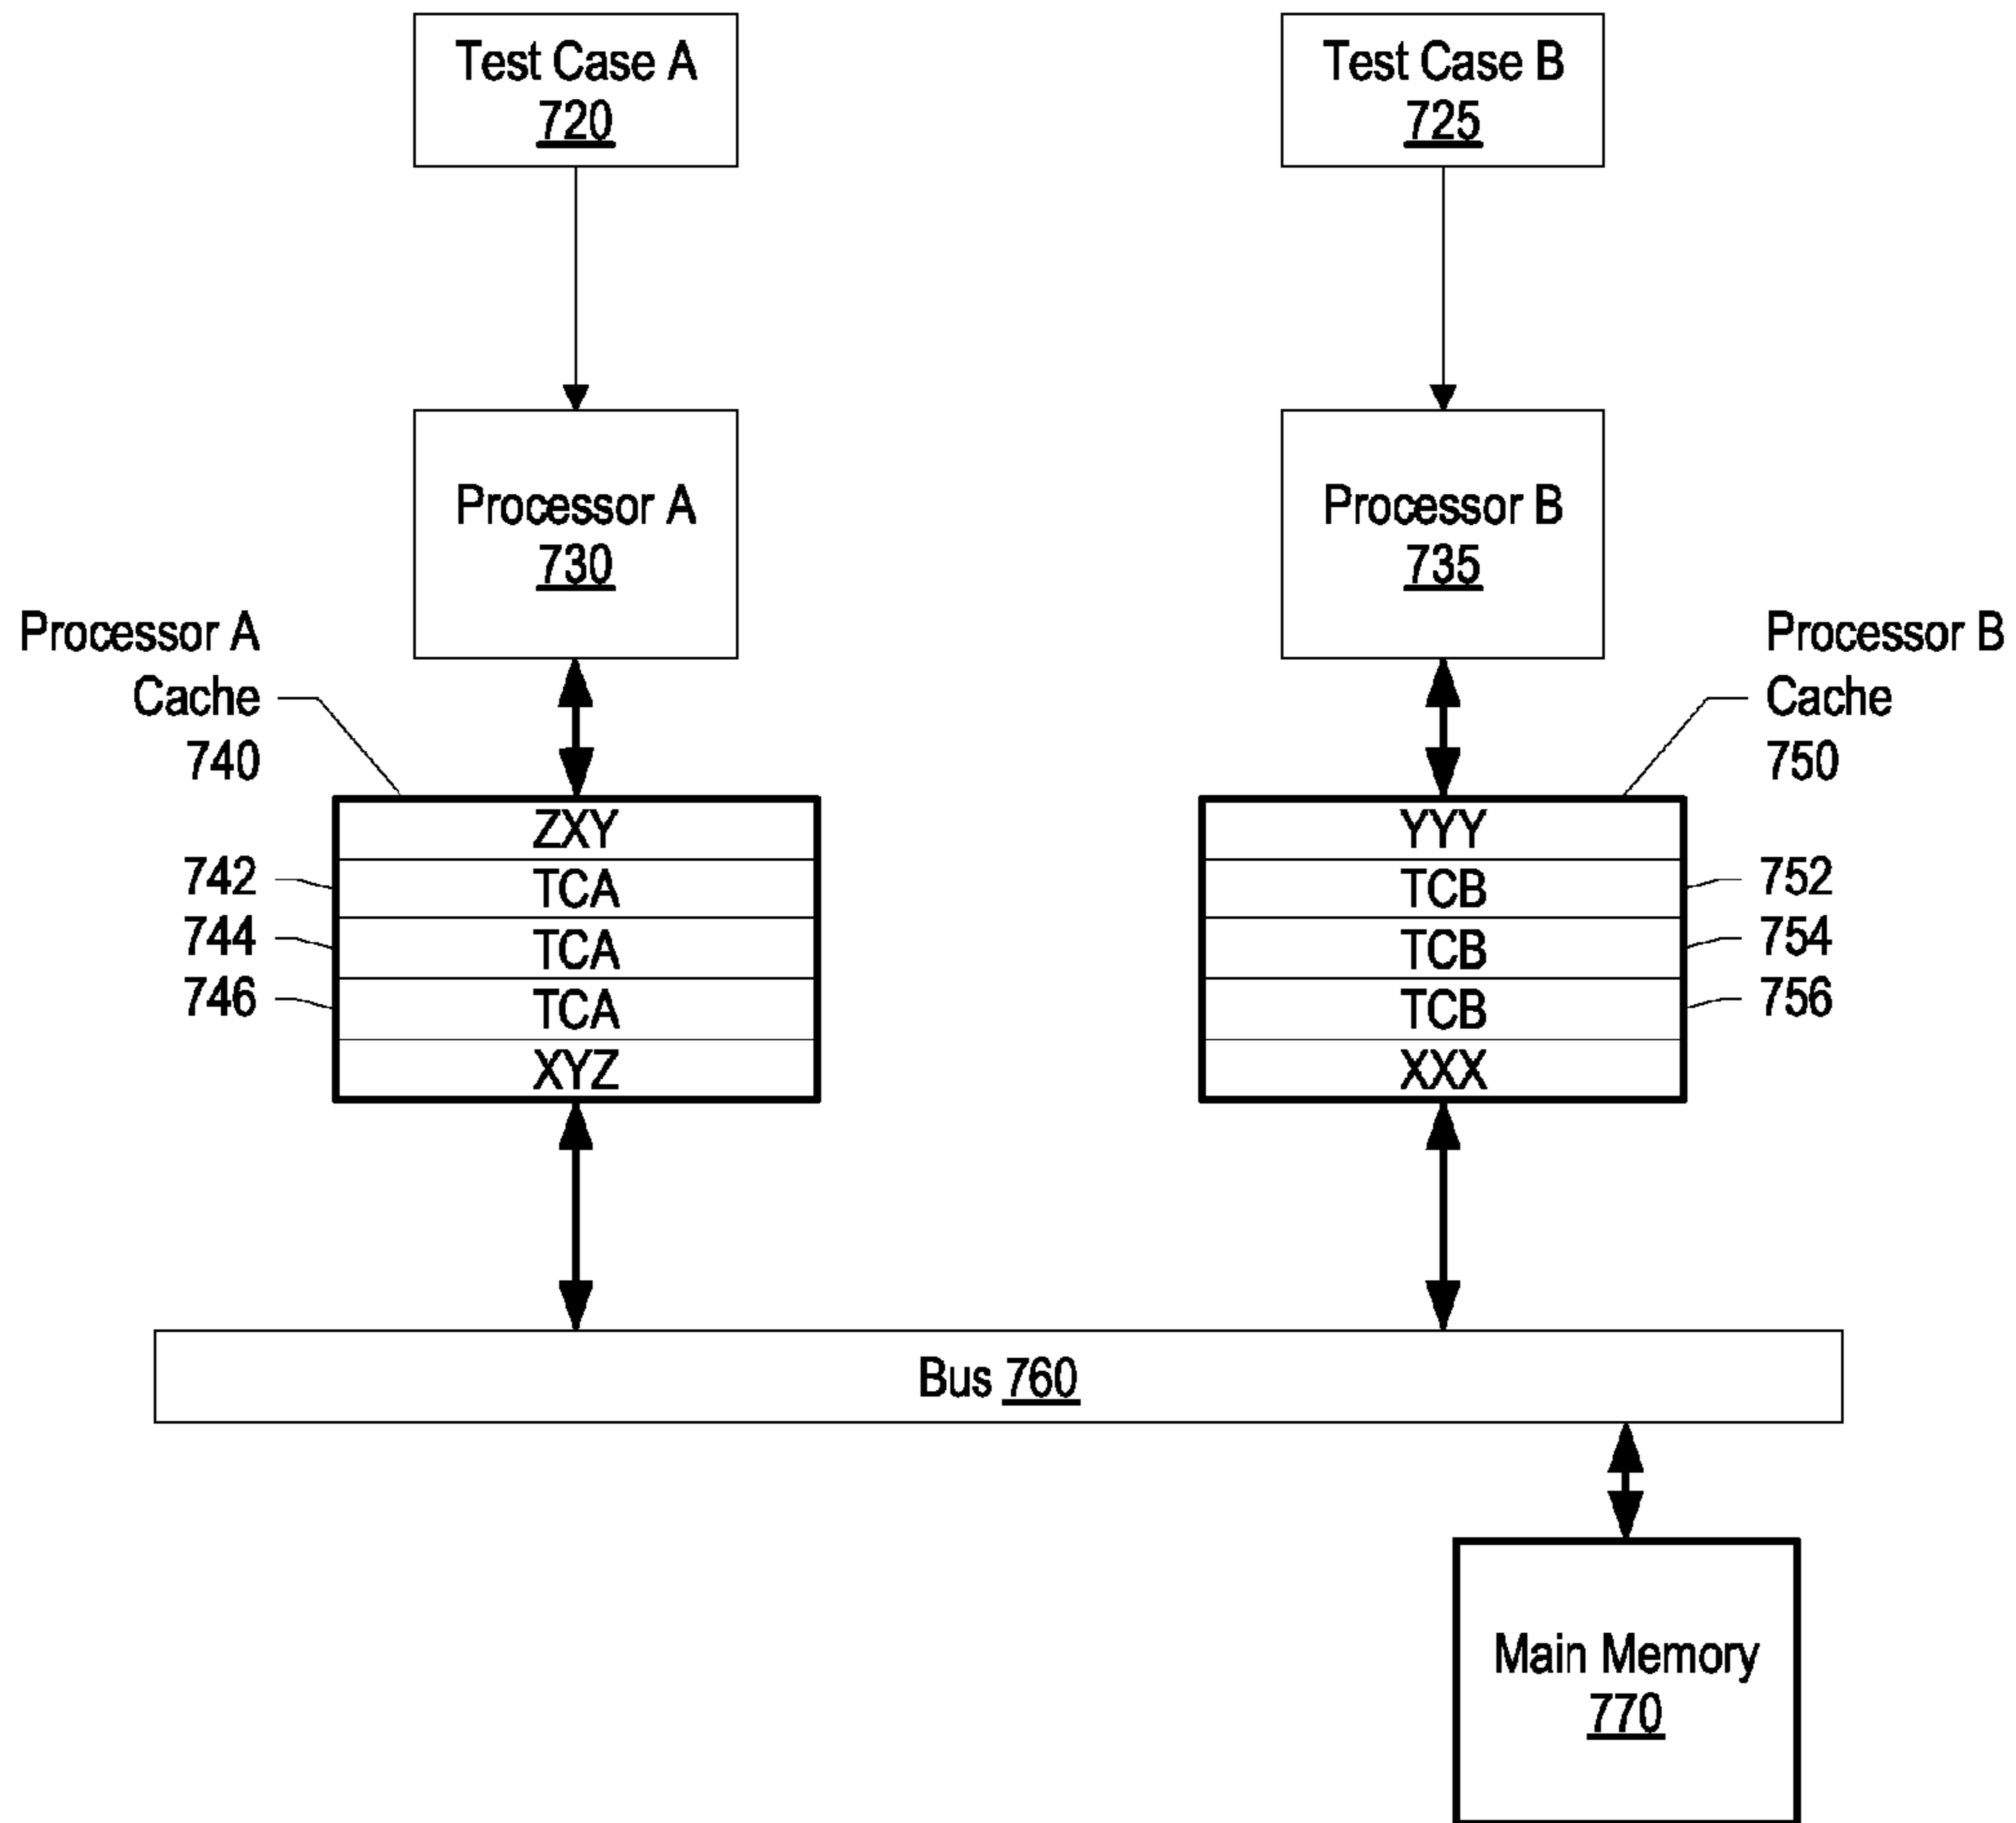 Test Case A
720
Test Case B
725
Processor A
730
Processor B
735
Processor A
Cache
740
Processor B
Cache
750
ZXY
742
TCA
744
TCA
746
TCA
XYZ
YYY
TCB
752
TCB
754
TCB
756
XXX
Bus 760
Main Memory
770